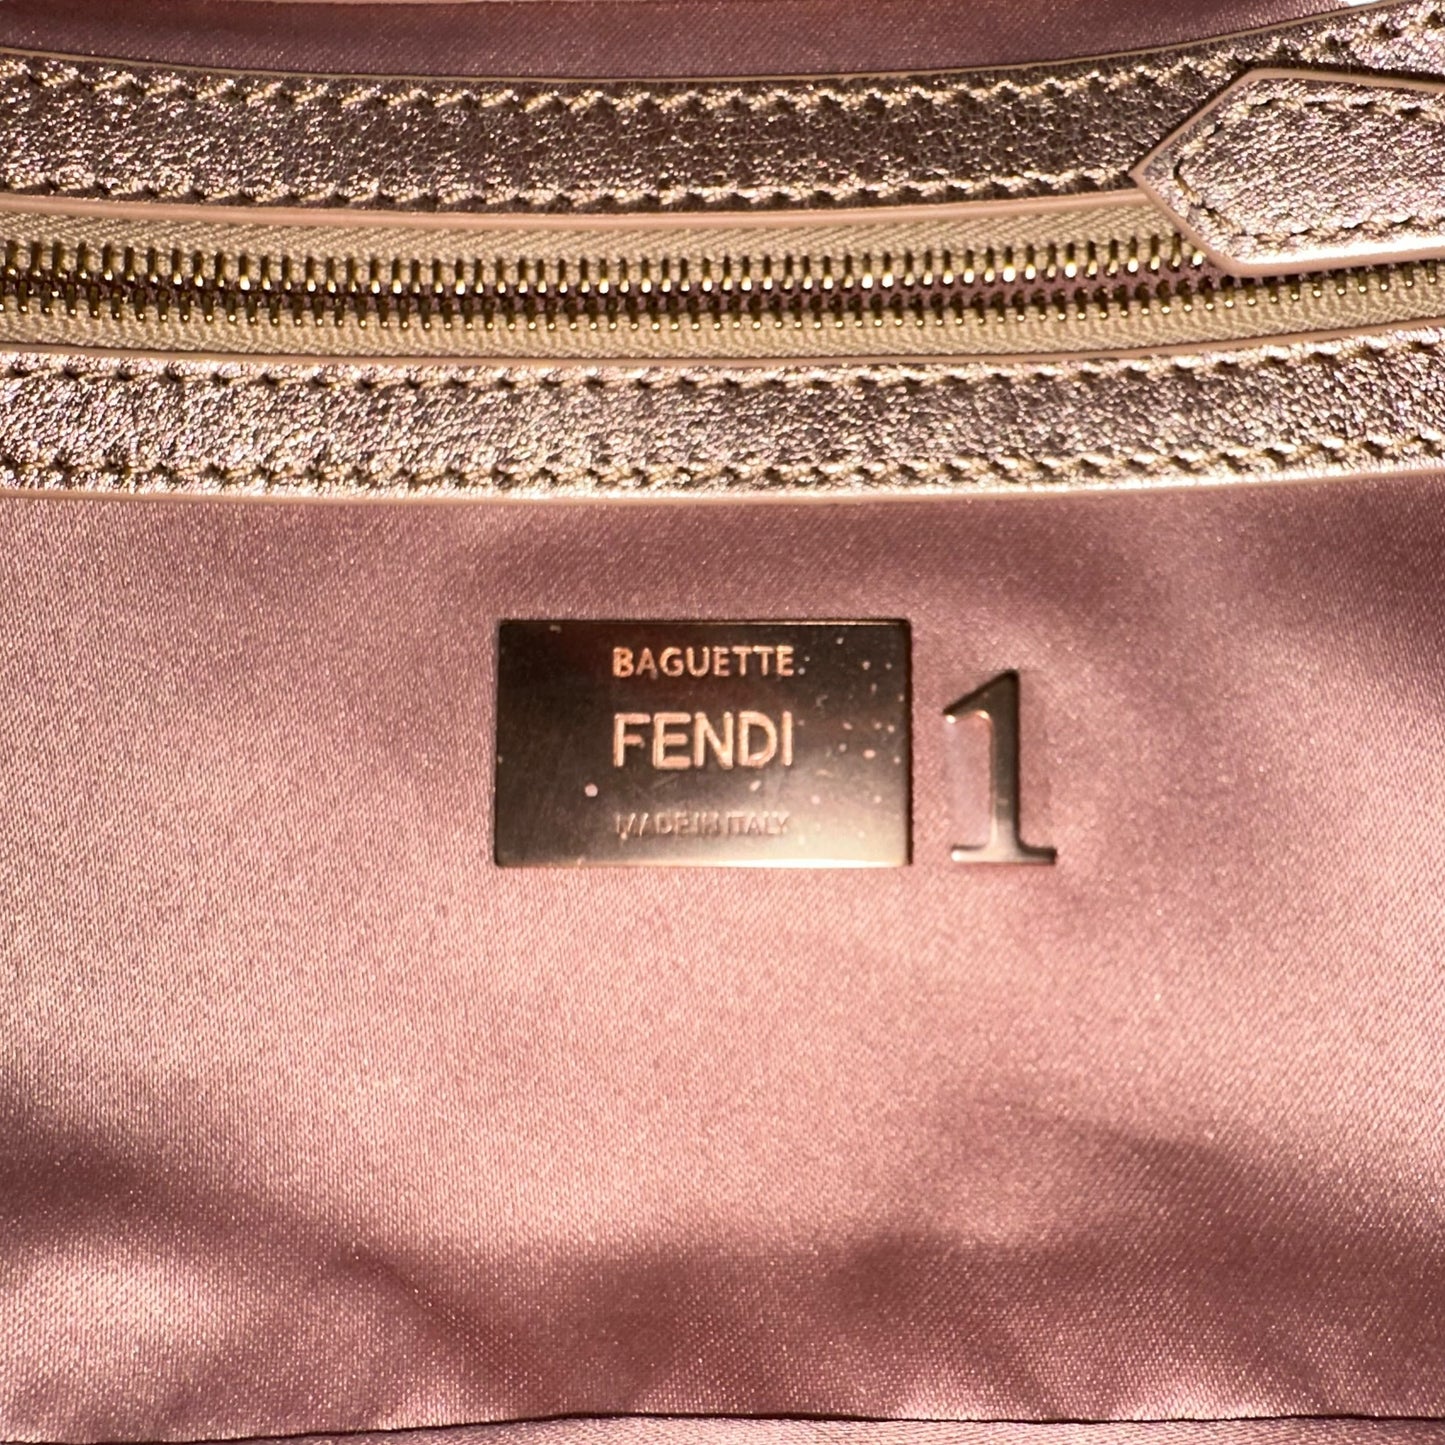 BAGUETTE
FENDI
MADE IN ITALY
1